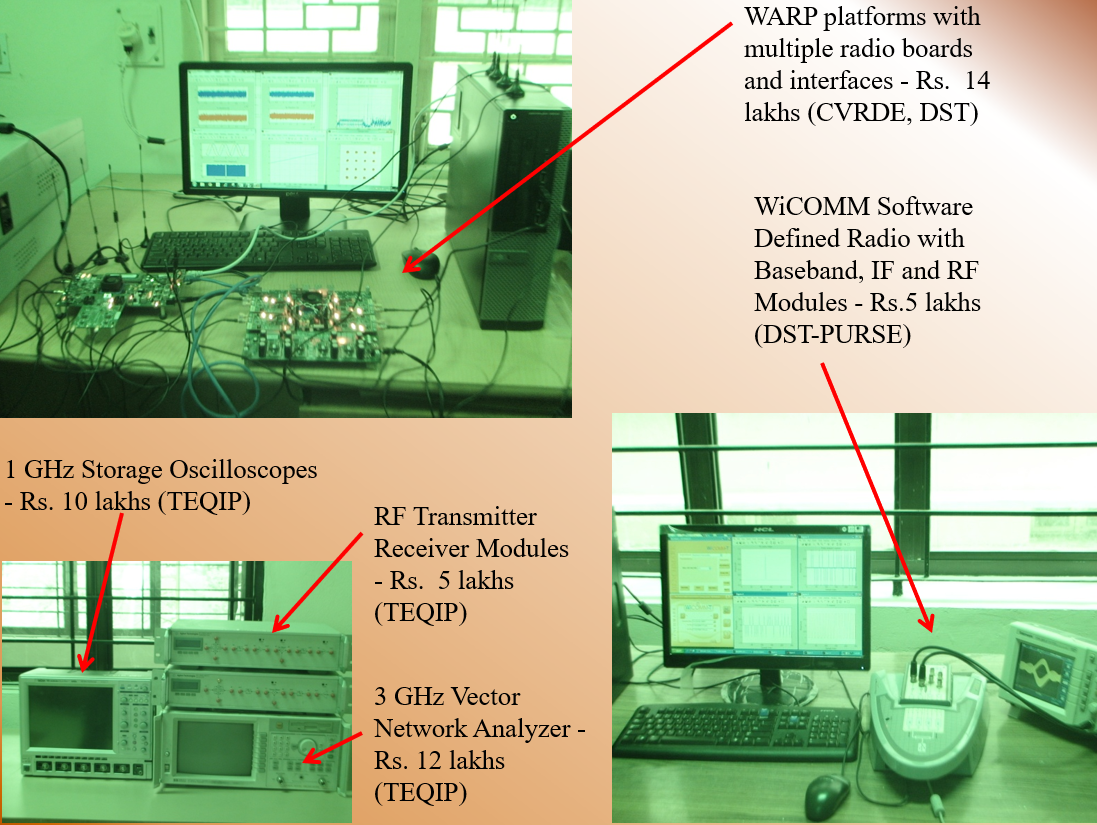 WARP platforms with
multiple radio boards
and interfaces - Rs.  14
lakhs (CVRDE, DST)
WiCOMM Software
Defined Radio with
Baseband, IF and RF
Modules - Rs.5 lakhs
(DST-PURSE)
1 GHz Storage Oscilloscopes
- Rs. 10 lakhs (TEQIP)
RF Transmitter
Receiver Modules
- Rs.  5 lakhs
(TEQIP)
3 GHz Vector
Network Analyzer -
Rs. 12 lakhs
(TEQIP)
HCL